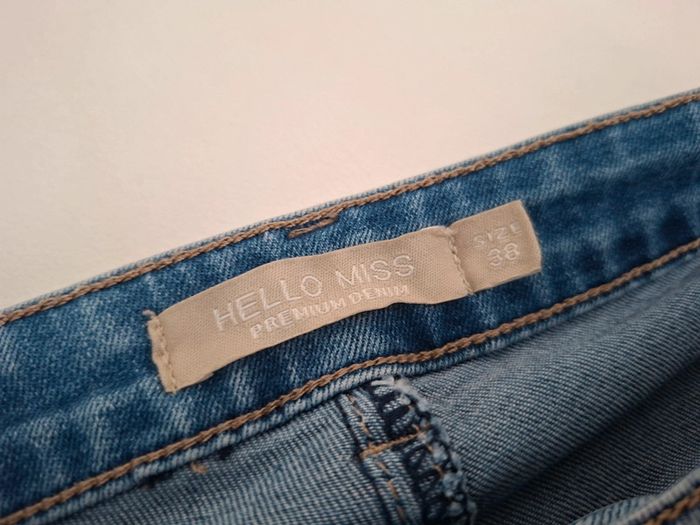 HELLO MISS
PREMIUM DENIM
SIZE
38